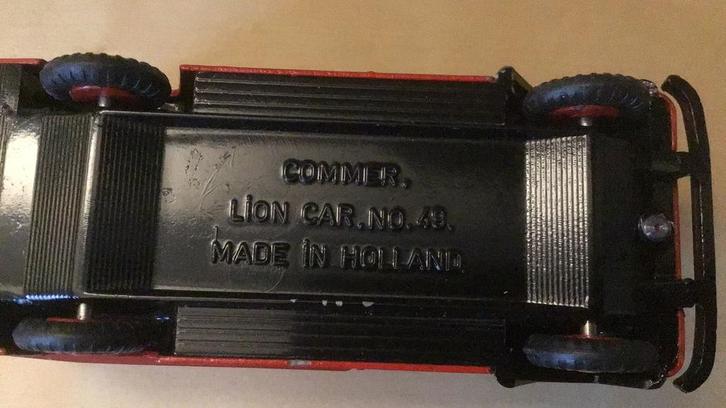 COMMER.
LiON CAR.NO.49.
MADE iN HOLLAND